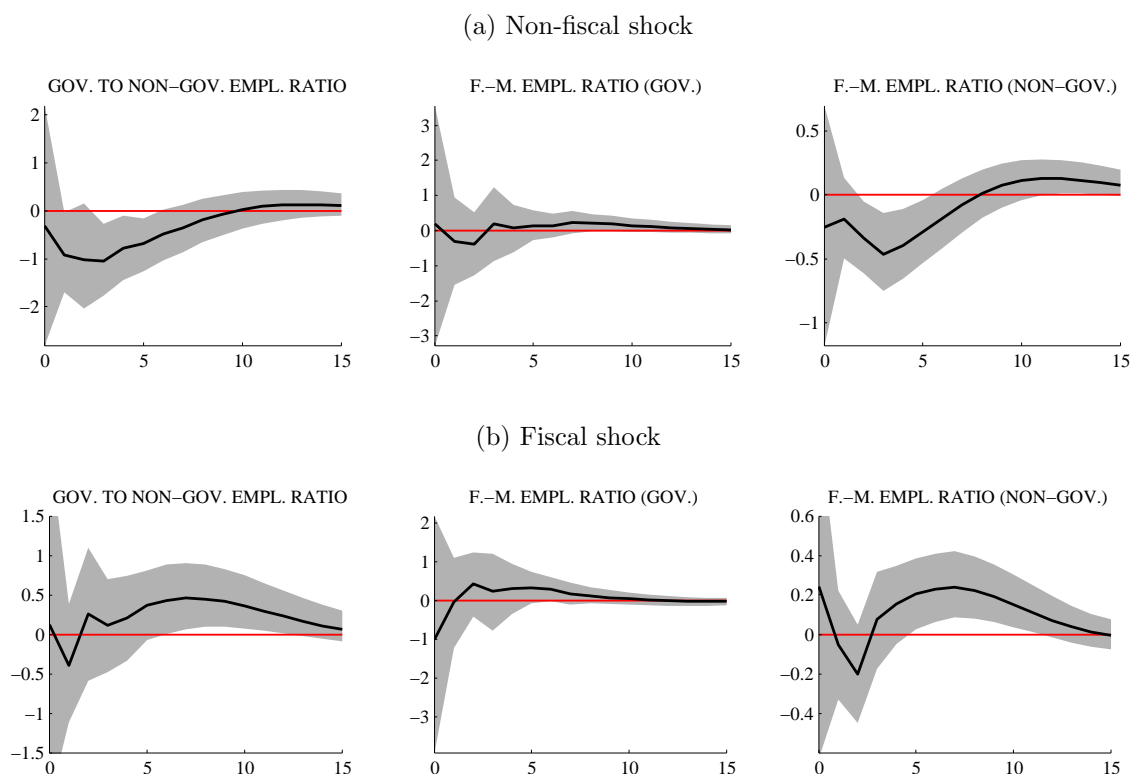 (a) Non-fiscal shock
GOV. TO NON−GOV. EMPL. RATIO
2
1
0
−1
−2
0 5 10 15
F.−M. EMPL. RATIO (GOV.)
3
2
1
0
−1
−2
−3
0 5 10 15
F.−M. EMPL. RATIO (NON−GOV.)
0.5
0
−0.5
−1
0 5 10 15
(b) Fiscal shock
GOV. TO NON−GOV. EMPL. RATIO
1.5
1
0.5
0
−0.5
−1
−1.5
0 5 10 15
F.−M. EMPL. RATIO (GOV.)
2
1
0
−1
−2
−3
0 5 10 15
F.−M. EMPL. RATIO (NON−GOV.)
0.6
0.4
0.2
0
−0.2
−0.4
0 5 10 15